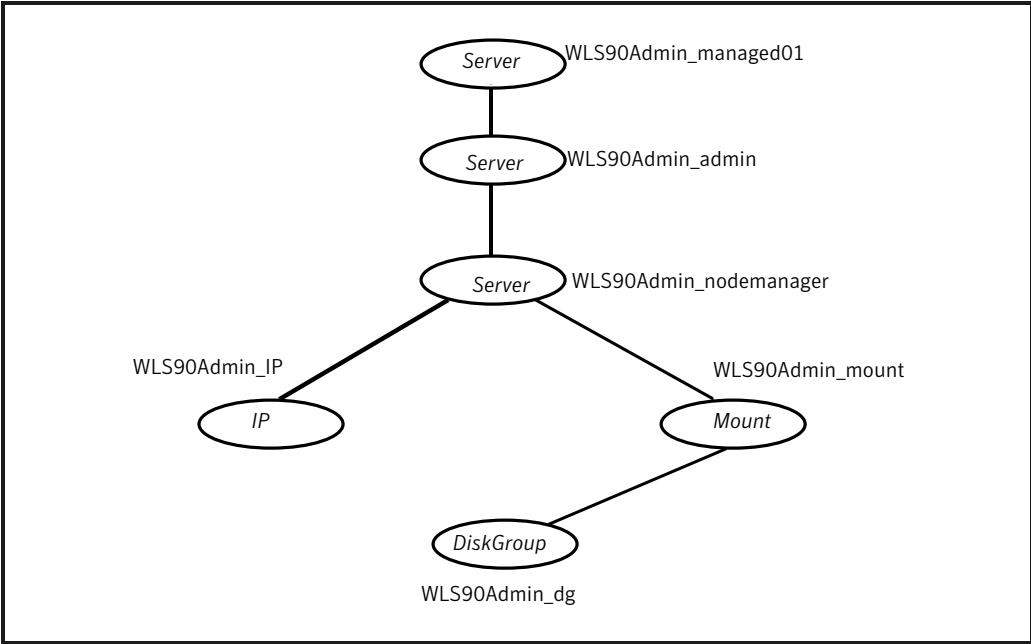 Server
WLS90Admin_managed01
Server
WLS90Admin_admin
Server
WLS90Admin_nodemanager
WLS90Admin_IP
WLS90Admin_mount
IP
Mount
DiskGroup
WLS90Admin_dg